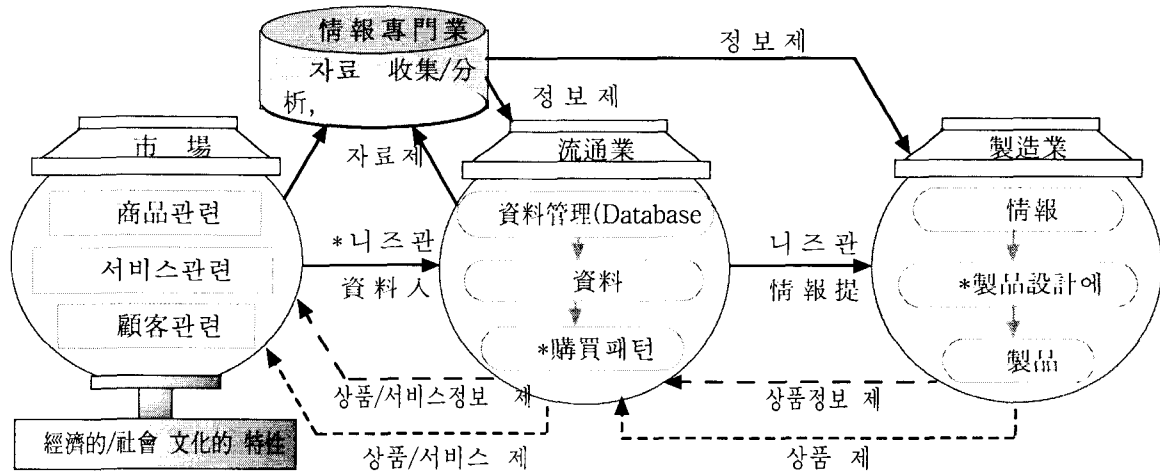 情報專門業
자료 收集/分
析,
정보제
정보제
市 場
자료제
流通業
製造業
商品관련
서비스관련
顧客관련
*니즈관
資料人
資料管理(Database
資料
*購買패턴
니즈관
情報提
情報
*製品設計에
製品
상품/서비스정보 제
상품정보 제
상품/서비스 제
상품 제
經濟的/社會 文化的 特性